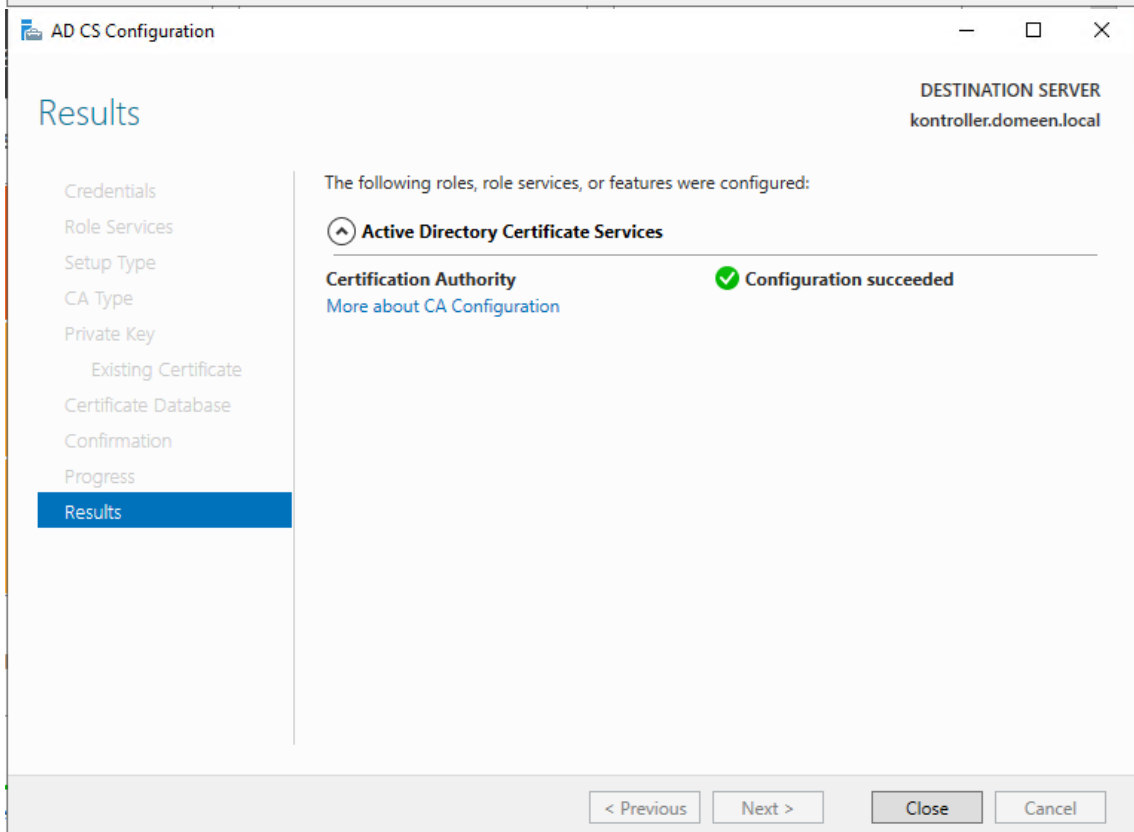 AD CS Configuration
Results
DESTINATION SERVER
kontroller.domeen.local
Credentials
Role Services
Setup Type
CA Type
Private Key
Existing Certificate
Certificate Database
Confirmation
Progress
Results
The following roles, role services, or features were configured:
Active Directory Certificate Services
Certification Authority
Configuration succeeded
More about CA Configuration
< Previous
Next >
Close
Cancel